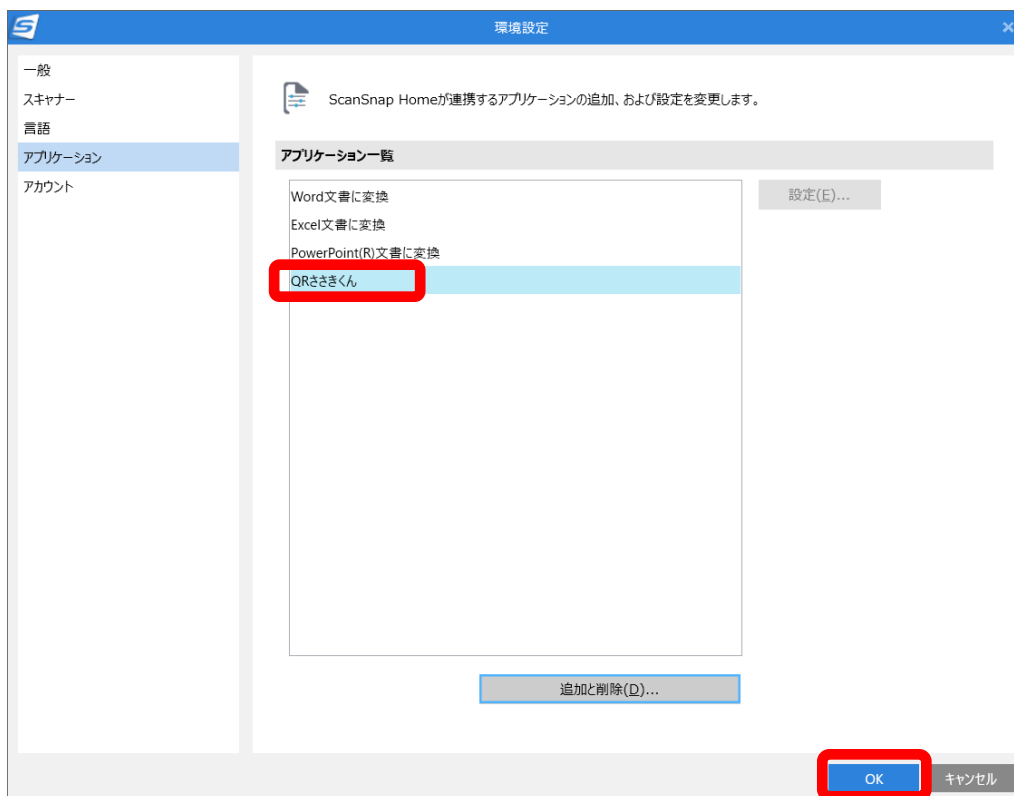 環境設定
一般
スキャナー
言語
アプリケーション
アカウント
ScanSnap Homeが連携するアプリケーションの追加、および設定を変更します。
アプリケーション一覧
Word文書に変換
Excel文書に変換
PowerPoint(R)文書に変換
QRささきくん
設定(E)...
追加と削除(D)...
OK
キャンセル